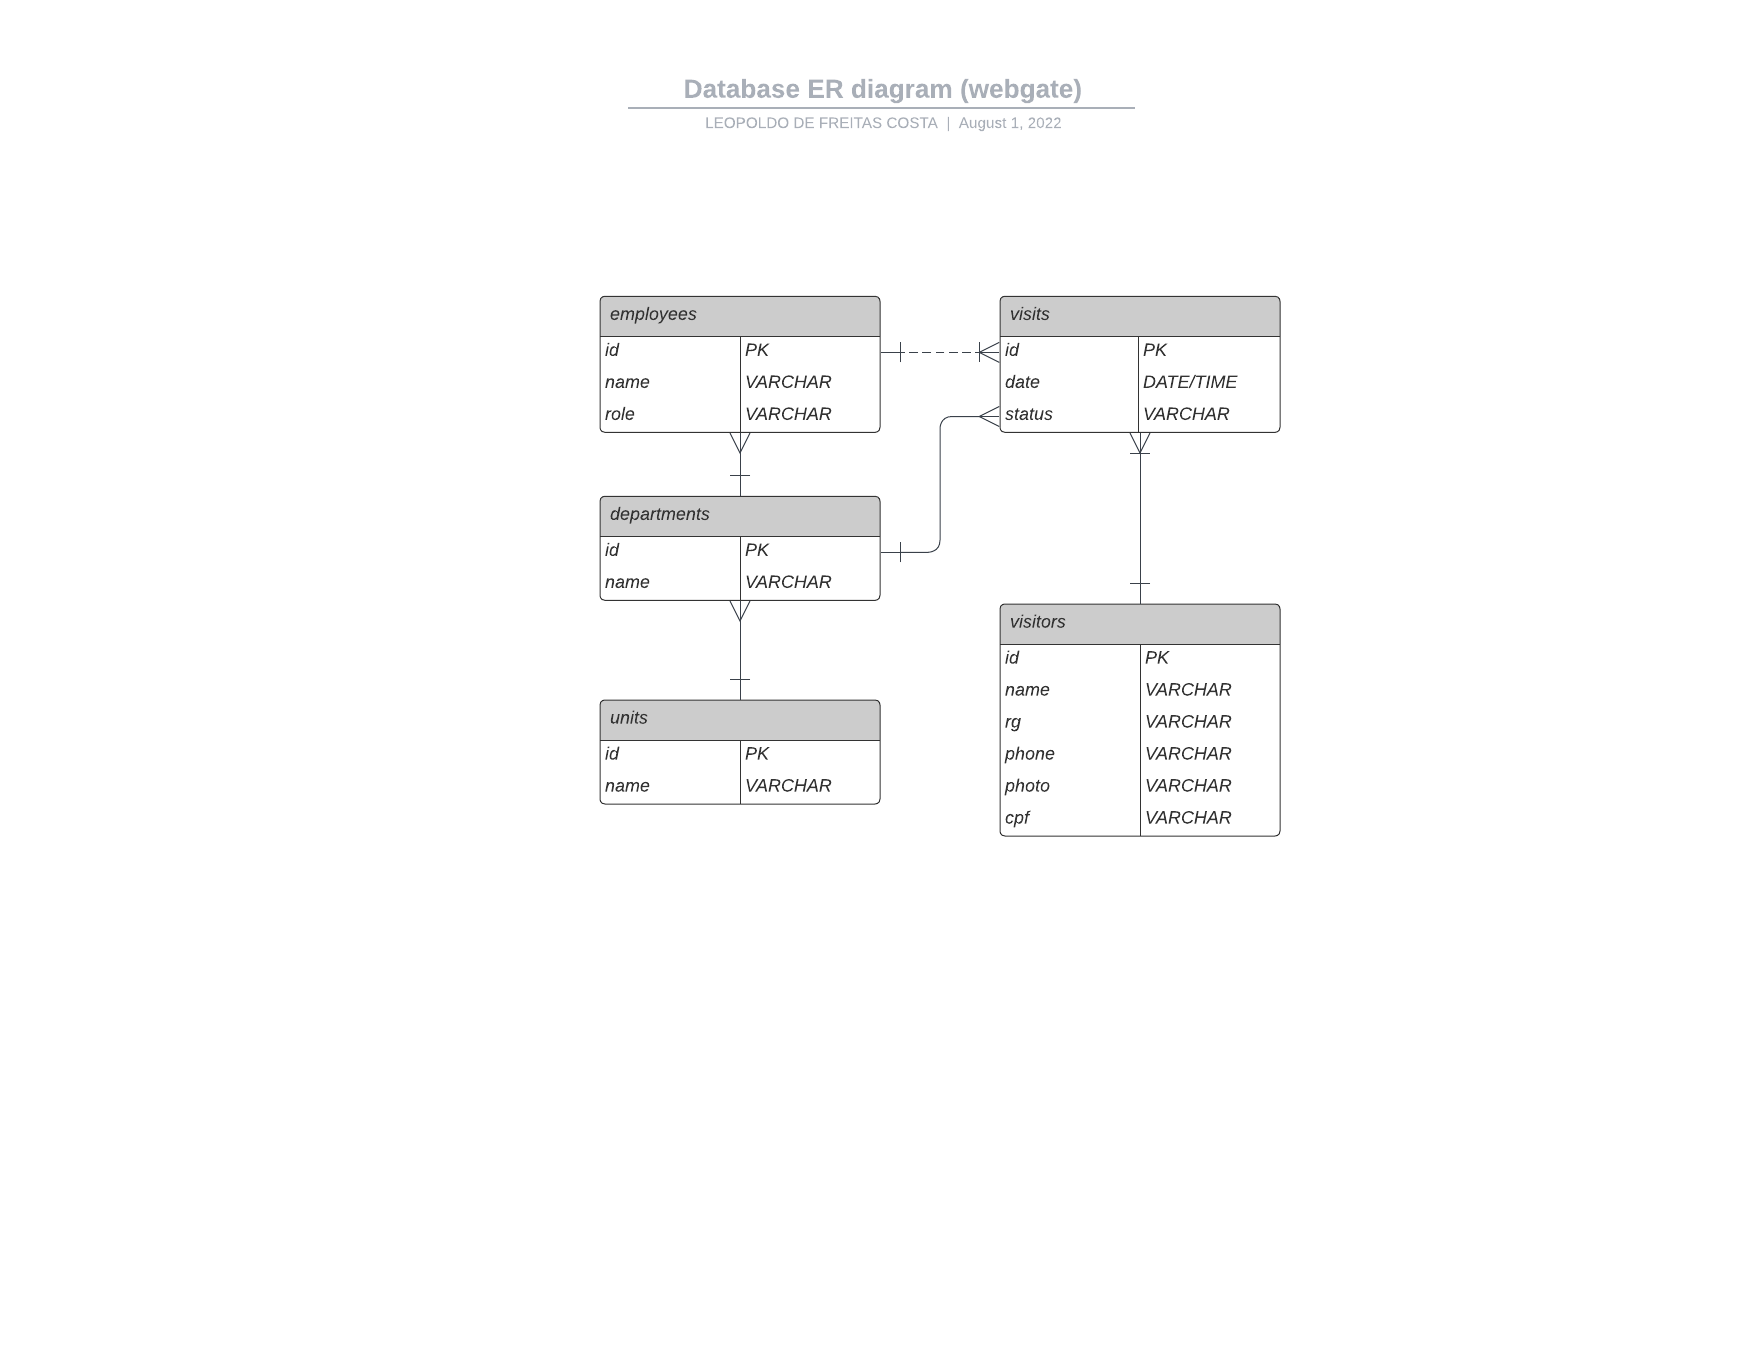 Database ER diagram (webgate)
LEOPOLDO DE FREITAS COSTA | August 1, 2022
employees
id PK
name VARCHAR
role VARCHAR
visits
id PK
date DATE/TIME
status VARCHAR
departments
id PK
name VARCHAR
units
id PK
name VARCHAR
visitors
id PK
name VARCHAR
rg VARCHAR
phone VARCHAR
photo VARCHAR
cpf VARCHAR